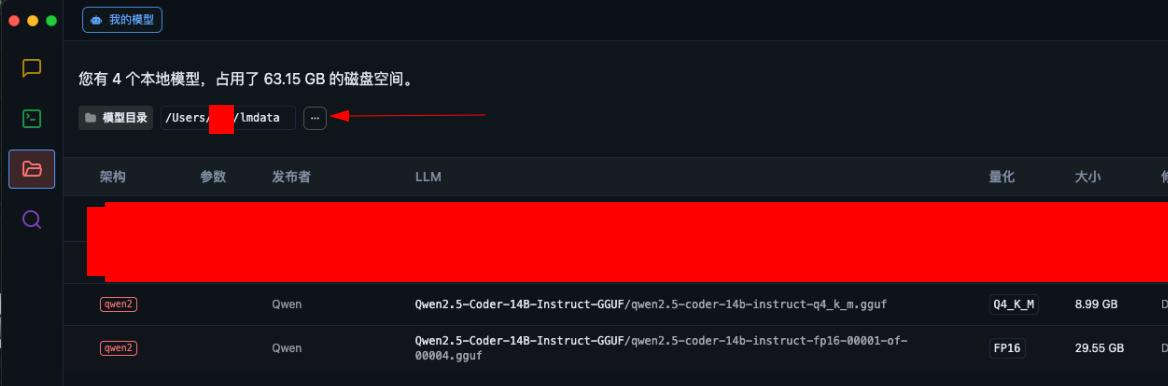 我的模型
您有 4 个本地模型，占用了 63.15 GB 的磁盘空间。
模型目录 /Users/ /lmdata ...
架构 参数 发布者 LLM 量化 大小
qwen2 Qwen Qwen2.5-Coder-14B-Instruct-GGUF/qwen2.5-coder-14b-instruct-q4_k_m.gguf Q4_K_M 8.99 GB D
qwen2 Qwen Qwen2.5-Coder-14B-Instruct-GGUF/qwen2.5-coder-14b-instruct-fp16-00001-of-
00004.gguf FP16 29.55 GB D